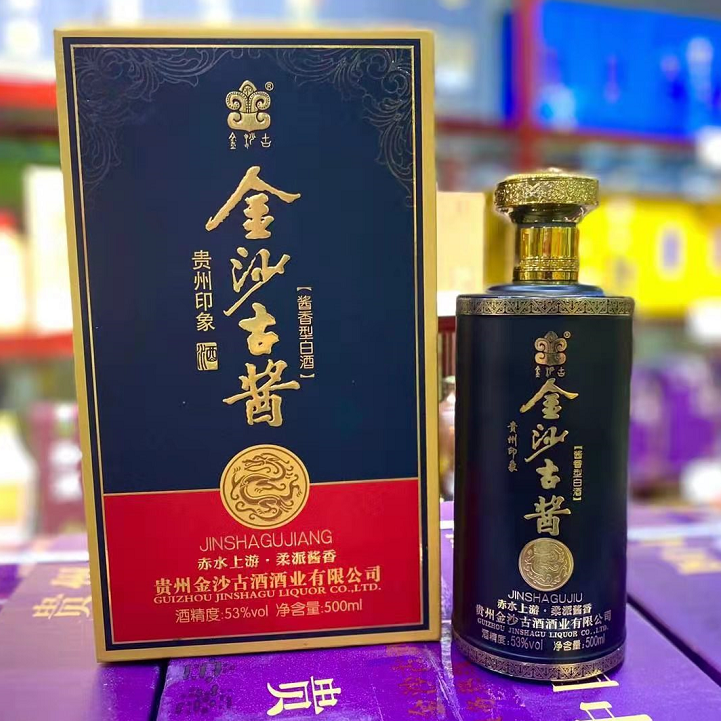 ®
金沙古
金沙古酱
贵州印象
酒
【酱香型白酒】
JINSHAGUJIANG
赤水上游·柔派酱香
贵州金沙古酒酒业有限公司
GUIZHOU JINSHAGU LIQUOR CO.,LTD.
酒精度:53%vol 净含量:500ml
®
金沙古
金沙古酱
贵州印象
【酱香型白酒】
JINSHAGUJIU
赤水上游·柔派酱香
贵州金沙古酒酒业有限公司
GUIZHOU JINSHAGU LIQUOR CO.,LTD.
酒精度:53%vol 净含量:500ml
贵
贵